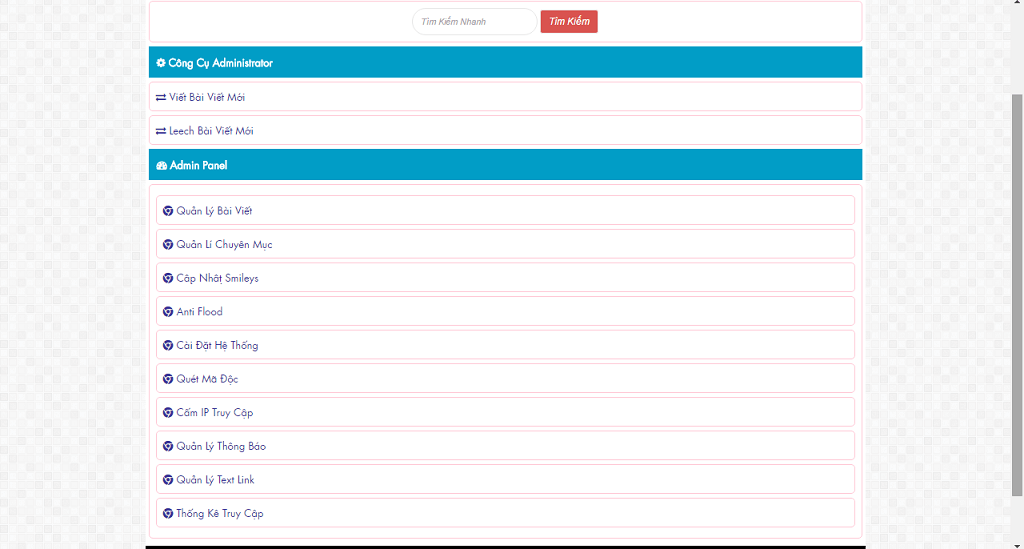 Tìm Kiếm Nhanh Tìm Kiếm
Công Cụ Administrator
Viết Bài Viết Mới
Leech Bài Viết Mới
Admin Panel
Quản Lý Bài Viết
Quản Lí Chuyên Mục
Cập Nhật Smileys
Anti Flood
Cài Đặt Hệ Thống
Quét Mã Độc
Cấm IP Truy Cập
Quản Lý Thông Báo
Quản Lý Text Link
Thống Kê Truy Cập